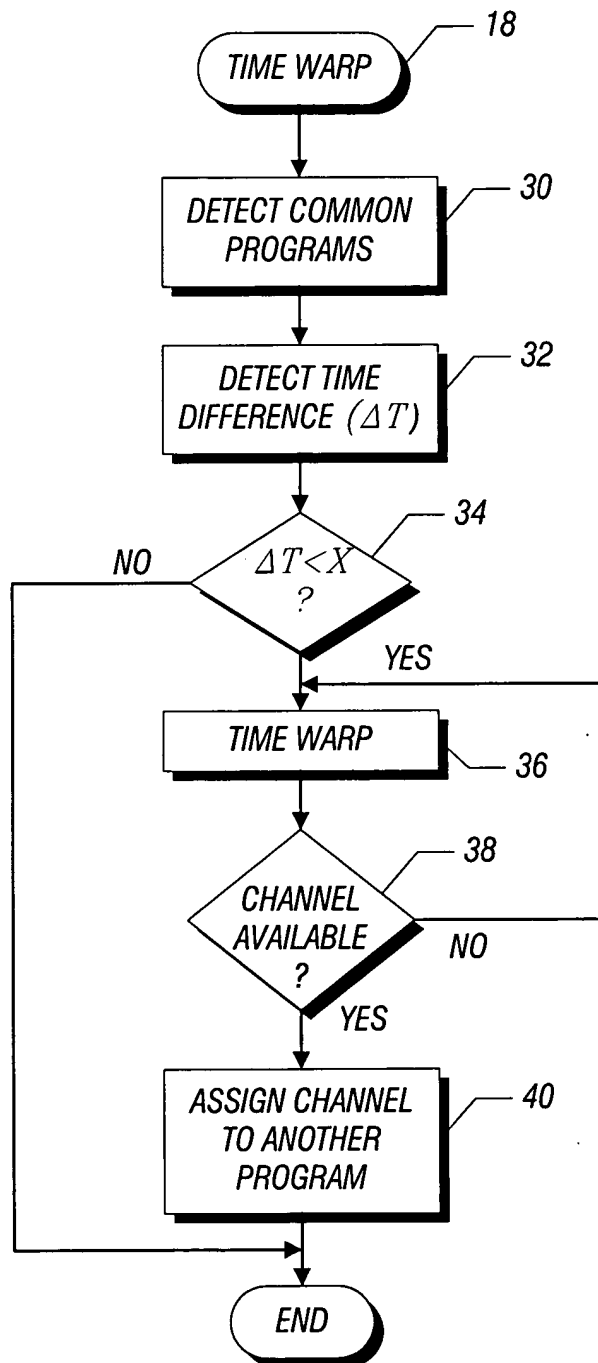 TIME WARP
18
DETECT COMMON
PROGRAMS
30
DETECT TIME
DIFFERENCE (ΔT)
32
ΔT<X
?
34
NO
YES
TIME WARP
36
CHANNEL
AVAILABLE
?
38
NO
YES
ASSIGN CHANNEL
TO ANOTHER
PROGRAM
40
END